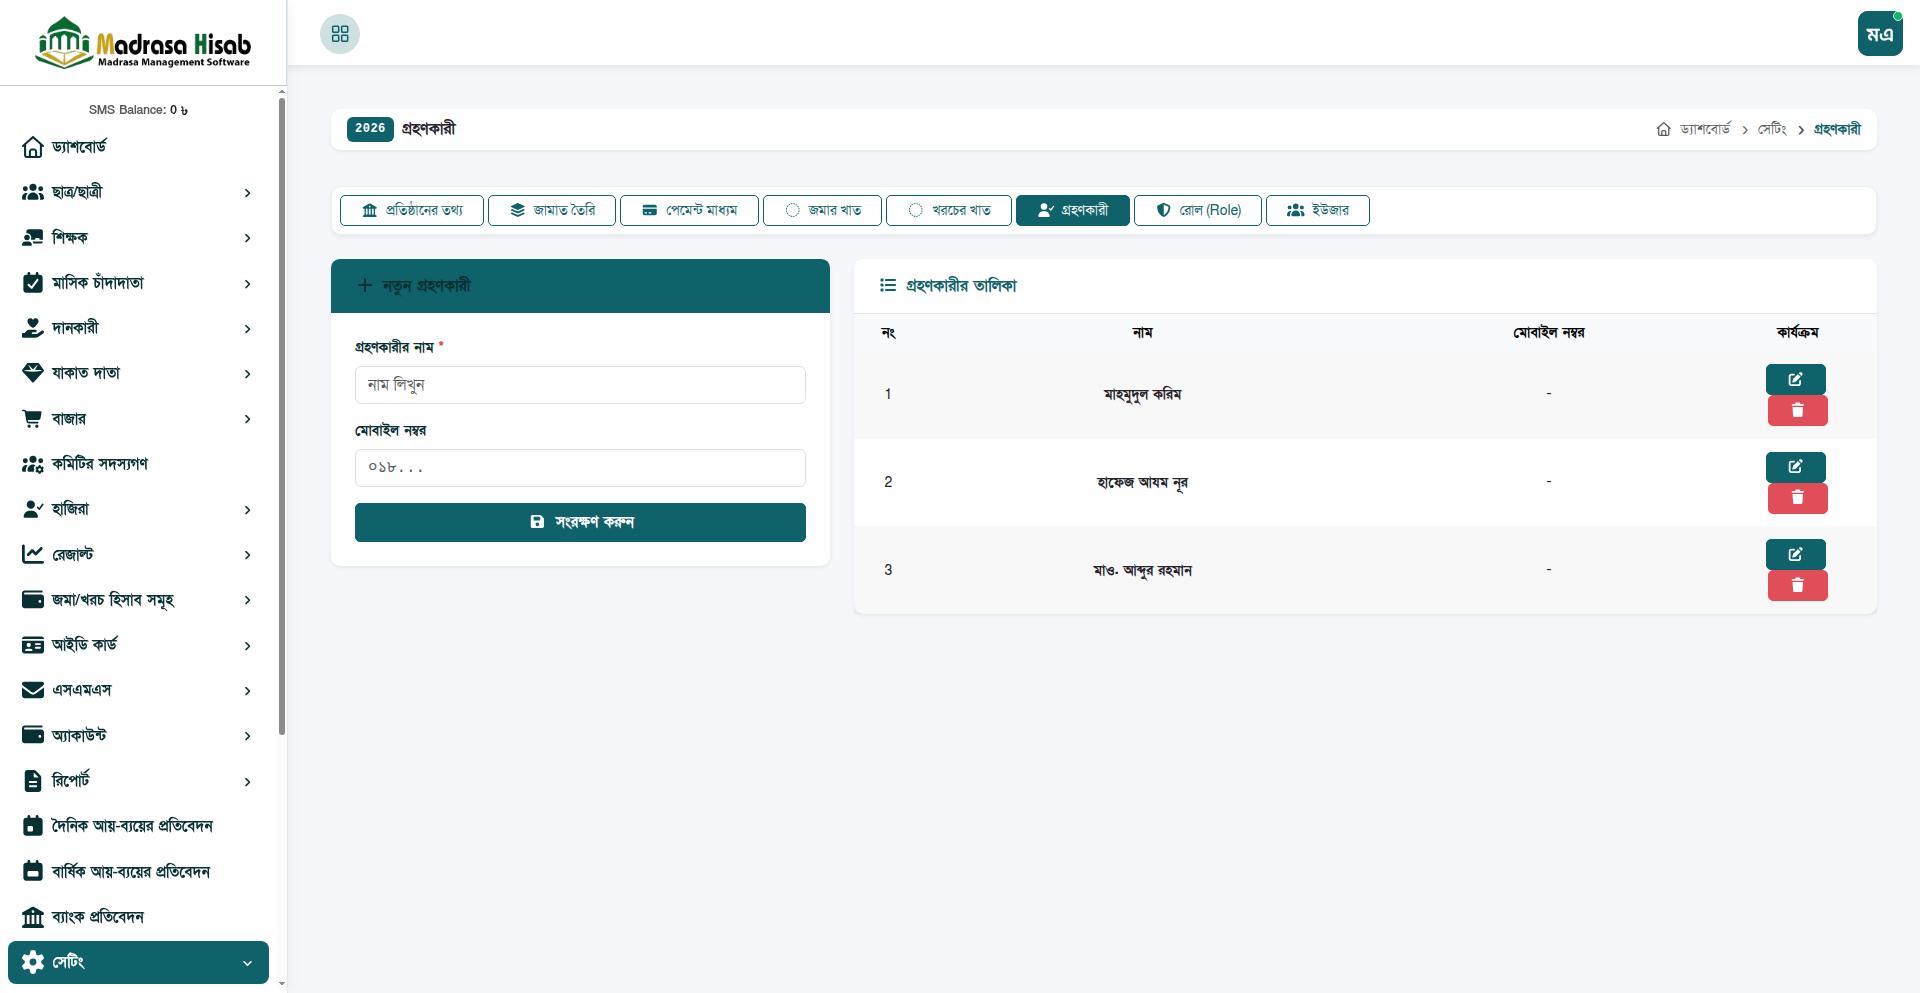 Madrasa Hisab
Madrasa Management Software
মএ
SMS Balance: 0 ৳
ড্যাশবোর্ড
ছাত্র/ছাত্রী
শিক্ষক
মাসিক চাঁদাদাতা
দানকারী
যাকাত দাতা
বাজার
কমিটির সদস্যগণ
হাজিরা
রেজাল্ট
জমা/খরচ হিসাব সমূহ
আইডি কার্ড
এসএমএস
অ্যাকাউন্ট
রিপোর্ট
দৈনিক আয়-ব্যয়ের প্রতিবেদন
বার্ষিক আয়-ব্যয়ের প্রতিবেদন
ব্যাংক প্রতিবেদন
সেটিং
2026 গ্রহণকারী
ড্যাশবোর্ড > সেটিং > গ্রহণকারী
প্রতিষ্ঠানের তথ্য জামাত তৈরি পেমেন্ট মাধ্যম জমার খাত খরচের খাত গ্রহণকারী রোল (Role) ইউজার
নতুন গ্রহণকারী
গ্রহণকারীর নাম *
নাম লিখুন
মোবাইল নম্বর
০১৮...
সংরক্ষণ করুন
গ্রহণকারীর তালিকা
নং নাম মোবাইল নম্বর কার্যক্রম
1 মাহমুদুল করিম -
2 হাফেজ আযম নূর -
3 মাও. আব্দুর রহমান -